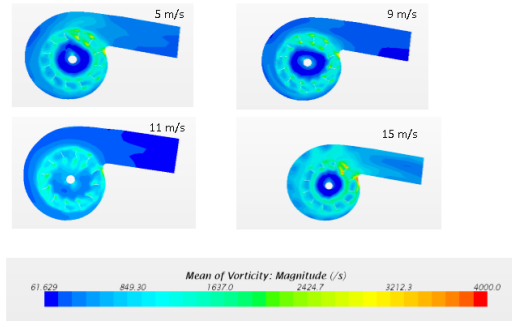 5 m/s
9 m/s
11 m/s
15 m/s
Mean of Vorticity: Magnitude (/s)
61.629 849.30 1637.0 2424.7 3212.3 4000.0